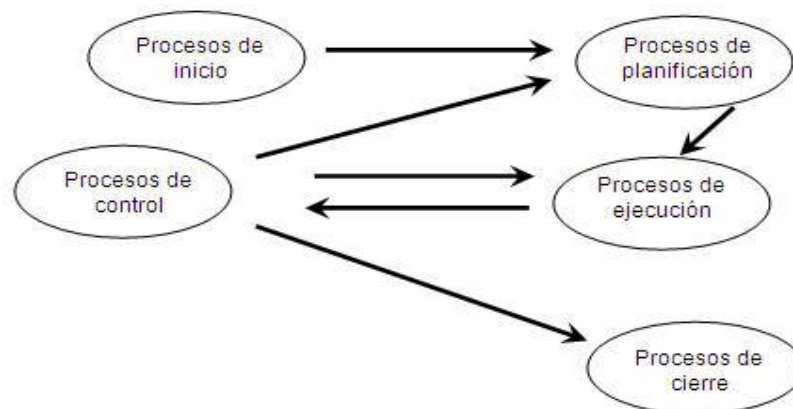 Procesos de
inicio
Procesos de
planificación
Procesos de
control
Procesos de
ejecución
Procesos de
cierre